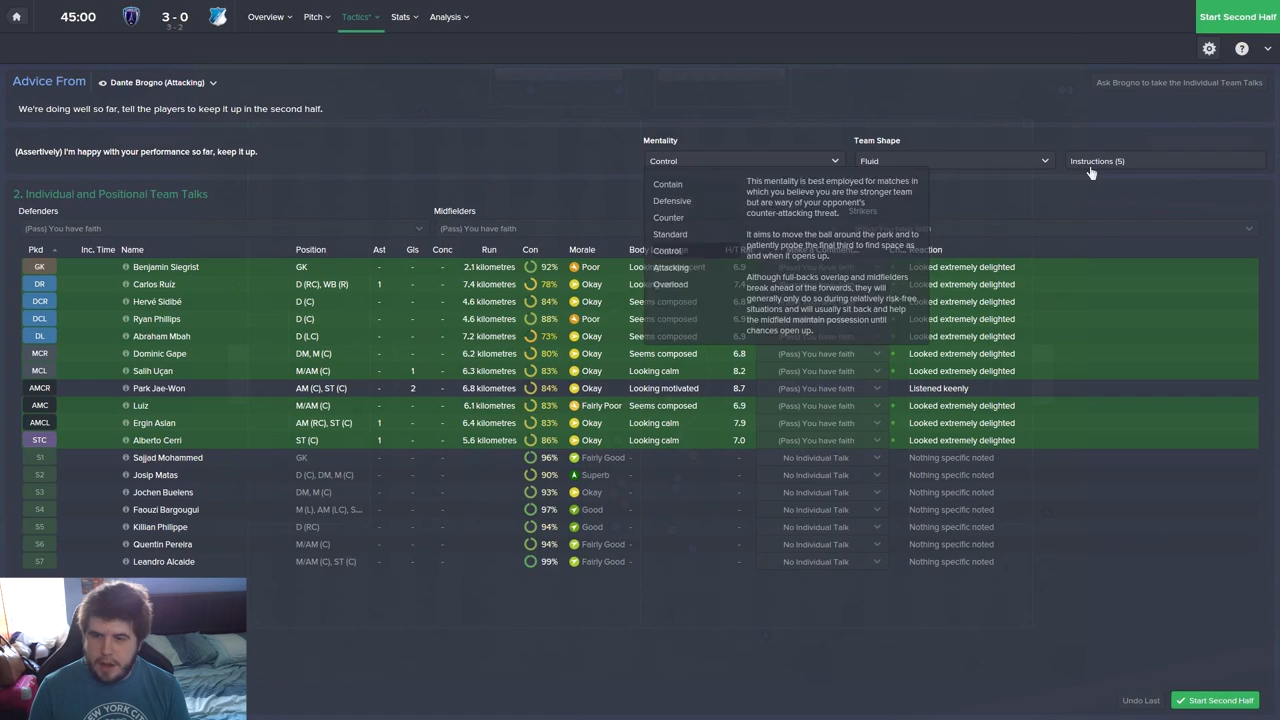 45:00
3 - 0
3 - 2
Overview
Pitch
Tactics*
Stats
Analysis
Start Second Half
Advice From
Dante Brogno (Attacking)
Ask Brogno to take the Individual Team Talks
We're doing well so far, tell the players to keep it up in the second half.
(Assertively) I'm happy with your performance so far, keep it up.
Mentality
Team Shape
Control
Fluid
Instructions (5)
Contain
Defensive
Counter
Standard
Control
Attacking
Overload
This mentality is best employed for matches in
which you believe you are the stronger team
but are wary of your opponent's
counter-attacking threat.
It aims to move the ball around the park and to
patiently probe the final third to find space as
and when it opens up.
Although full-backs overlap and midfielders
break ahead of the forwards, they will
generally only do so during relatively risk-free
situations and will usually sit back and help
the midfield maintain possession until
chances open up.
2. Individual and Positional Team Talks
Defenders
Midfielders
Strikers
(Pass) You have faith
(Pass) You have faith
Pkd Inc. Time Name Position Ast Gls Conc Run Con Morale Reaction
GK Benjamin Siegrist GK - - - 2.1 kilometres 92% Poor 6.9 Looked extremely delighted
DR Carlos Ruiz D (RC), WB (R) 1 - - 7.4 kilometres 78% Okay Looked extremely delighted
DCR Hervé Sidibé D (C) - - - 4.6 kilometres 84% Okay Looked extremely delighted
DCL Ryan Phillips D (C) - - - 4.6 kilometres 88% Poor Looked extremely delighted
DL Abraham Mbah D (LC) - - - 7.2 kilometres 73% Okay Looked extremely delighted
MCR Dominic Gape DM, M (C) - - - 6.2 kilometres 80% Okay Seems composed 6.8 (Pass) You have faith Looked extremely delighted
MCL Salih Uçan M/AM (C) - 1 - 6.3 kilometres 83% Okay Looking calm 8.2 (Pass) You have faith Looked extremely delighted
AMCR Park Jae-Won AM (C), ST (C) - 2 - 6.8 kilometres 84% Okay Looking motivated 8.7 (Pass) You have faith Listened keenly
AMC Luiz M/AM (C) - - - 6.1 kilometres 83% Fairly Poor Seems composed 6.9 (Pass) You have faith Looked extremely delighted
AMCL Ergin Aslan AM (RC), ST (C) 1 - - 6.4 kilometres 83% Okay Looking calm 7.9 (Pass) You have faith Looked extremely delighted
STC Alberto Cerri ST (C) 1 - - 5.6 kilometres 86% Okay Looking calm 7.0 (Pass) You have faith Looked extremely delighted
S1 Sajjad Mohammed GK - - - - 96% Fairly Good - - No Individual Talk Nothing specific noted
S2 Josip Matas D (C), DM, M (C) - - - - 90% Superb - - No Individual Talk Nothing specific noted
S3 Jochen Buelens DM, M (C) - - - - 93% Okay - - No Individual Talk Nothing specific noted
S4 Faouzi Bargougui M (L), AM (LC), S... - - - - 97% Good - - No Individual Talk Nothing specific noted
S5 Killian Philippe D (RC) - - - - 94% Good - - No Individual Talk Nothing specific noted
S6 Quentin Pereira M/AM (C) - - - - 94% Fairly Good - - No Individual Talk Nothing specific noted
S7 Leandro Alcaide M/AM (C), ST (C) - - - - 99% Fairly Good - - No Individual Talk Nothing specific noted
NEW YORK CITY
Undo Last
Start Second Half